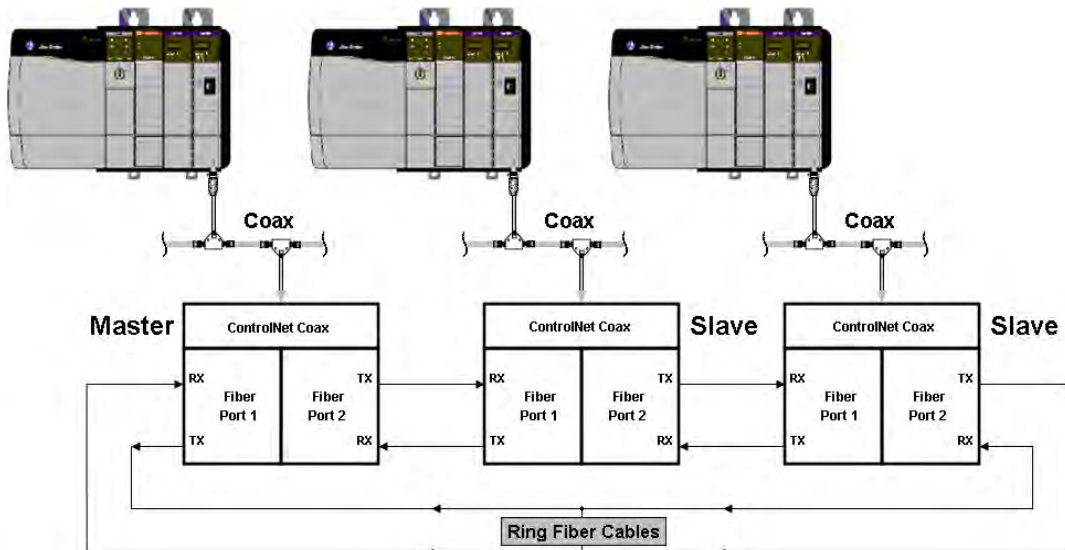 Coax
Coax
Coax
Master
ControlNet Coax
ControlNet Coax
Slave
ControlNet Coax
Slave
RX
Fiber
Port 1
TX
Fiber
Port 2
TX
RX
RX
Fiber
Port 1
TX
Fiber
Port 2
TX
RX
RX
Fiber
Port 1
TX
Fiber
Port 2
TX
RX
Ring Fiber Cables